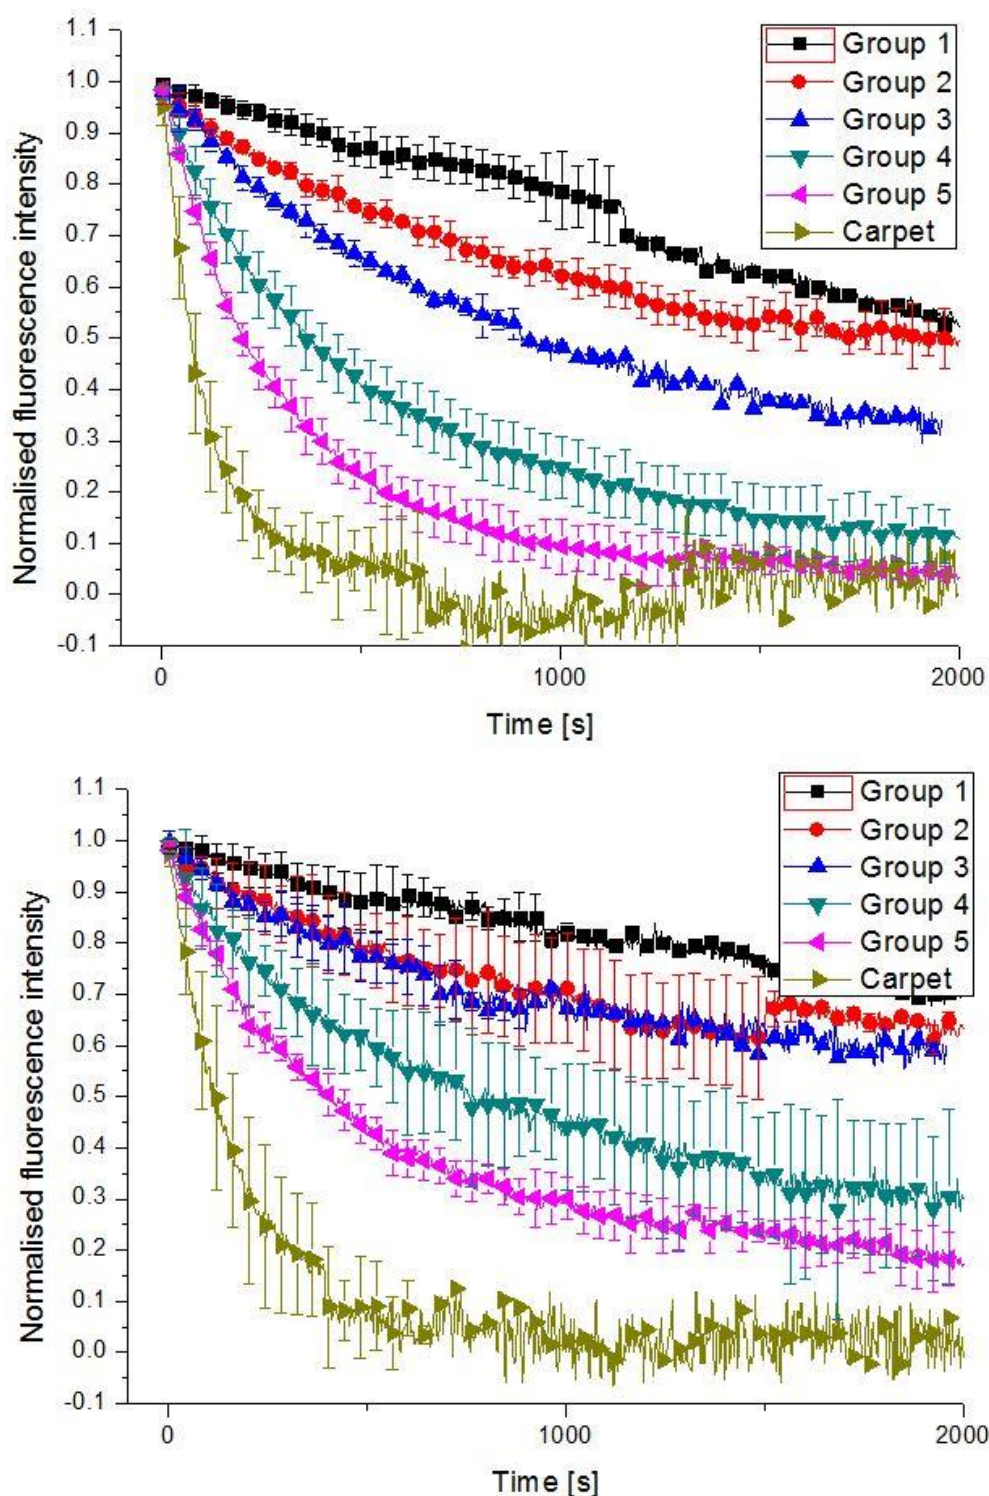 1.1
1.0
0.9
0.8
0.7
0.6
0.5
0.4
0.3
0.2
0.1
0.0
-0.1
Normalised fluorescence intensity
Group 1
Group 2
Group 3
Group 4
Group 5
Carpet
0 1000 2000
Time [s]
1.1
1.0
0.9
0.8
0.7
0.6
0.5
0.4
0.3
0.2
0.1
0.0
-0.1
Normalised fluorescence intensity
Group 1
Group 2
Group 3
Group 4
Group 5
Carpet
0 1000 2000
Time [s]